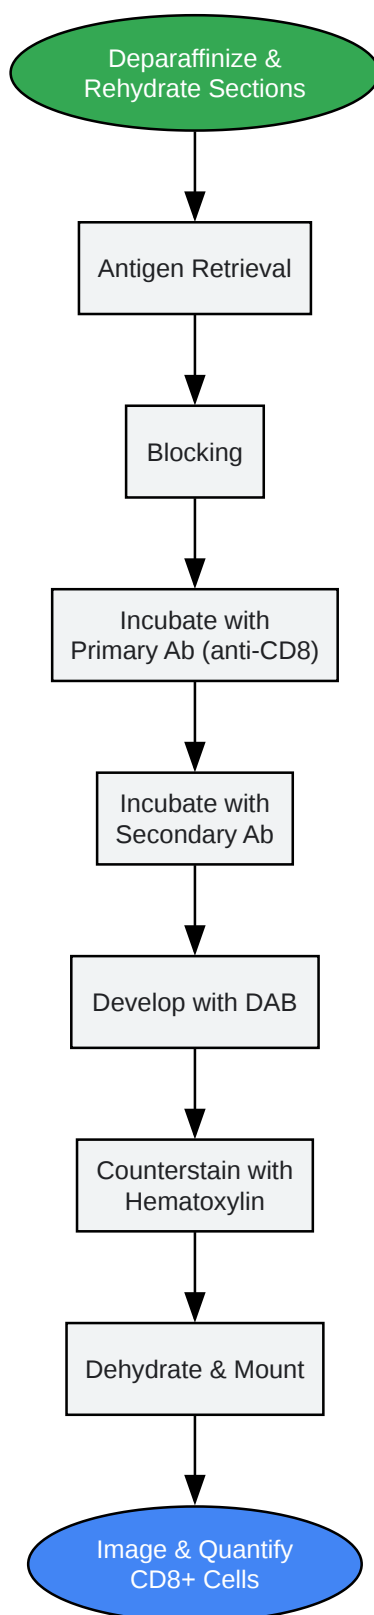 Deparaffinize &
Rehydrate Sections
Antigen Retrieval
Blocking
Incubate with
Primary Ab (anti-CD8)
Incubate with
Secondary Ab
Develop with DAB
Counterstain with
Hematoxylin
Dehydrate & Mount
Image & Quantify
CD8+ Cells